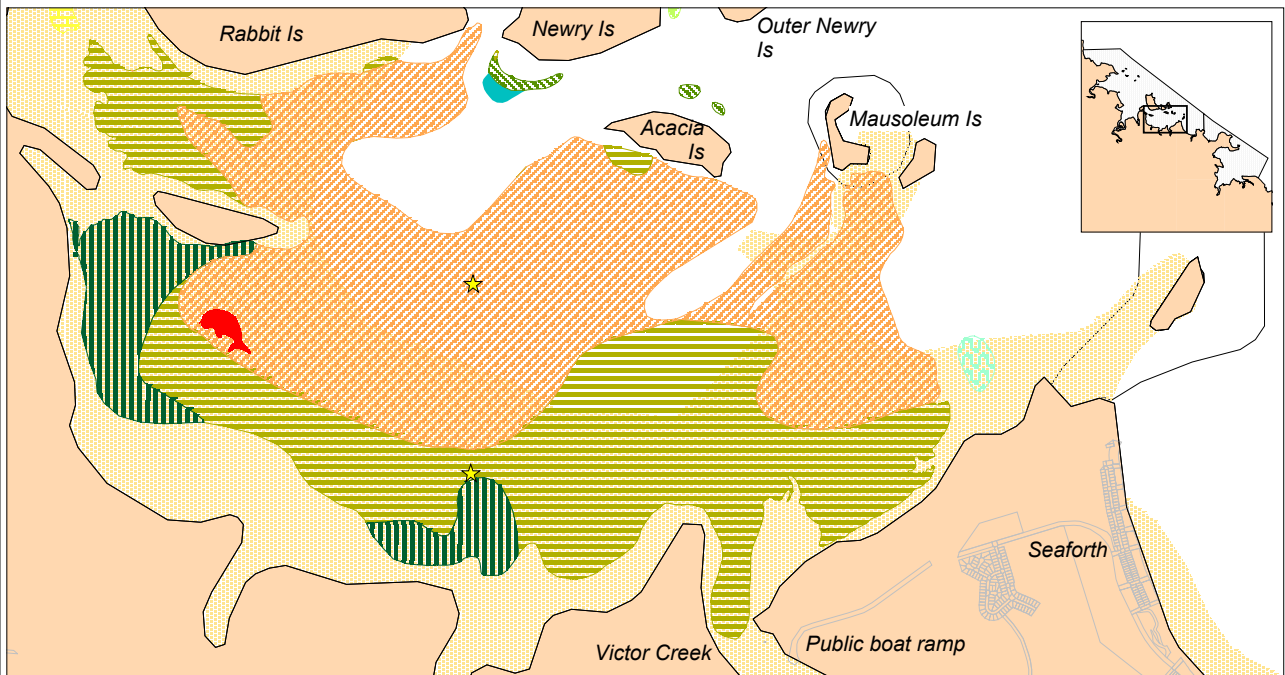 Rabbit Is
Newry Is
Outer Newry
Is
Acacia
Is
Mausoleum Is
Seaforth
Victor Creek
Public boat ramp